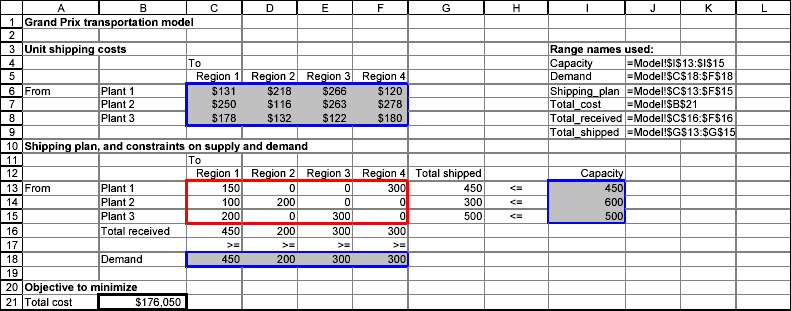 A B C D E F G H I J K L
1 Grand Prix transportation model
2
3 Unit shipping costs Range names used:
4 To Capacity =Model!$I$13:$I$15
5 Region 1 Region 2 Region 3 Region 4 Demand =Model!$C$18:$F$18
6 From Plant 1 $131 $218 $266 $120 Shipping_plan =Model!$C$13:$F$15
7 Plant 2 $250 $116 $263 $278 Total_cost =Model!$B$21
8 Plant 3 $178 $132 $122 $180 Total_received =Model!$C$16:$F$16
9 Total_shipped =Model!$G$13:$G$15
10 Shipping plan, and constraints on supply and demand
11 To
12 Region 1 Region 2 Region 3 Region 4 Total shipped Capacity
13 From Plant 1 150 0 0 300 450 <= 450
14 Plant 2 100 200 0 0 300 <= 600
15 Plant 3 200 0 300 0 500 <= 500
16 Total received 450 200 300 300
17 >= >= >= >=
18 Demand 450 200 300 300
19
20 Objective to minimize
21 Total cost $176,050